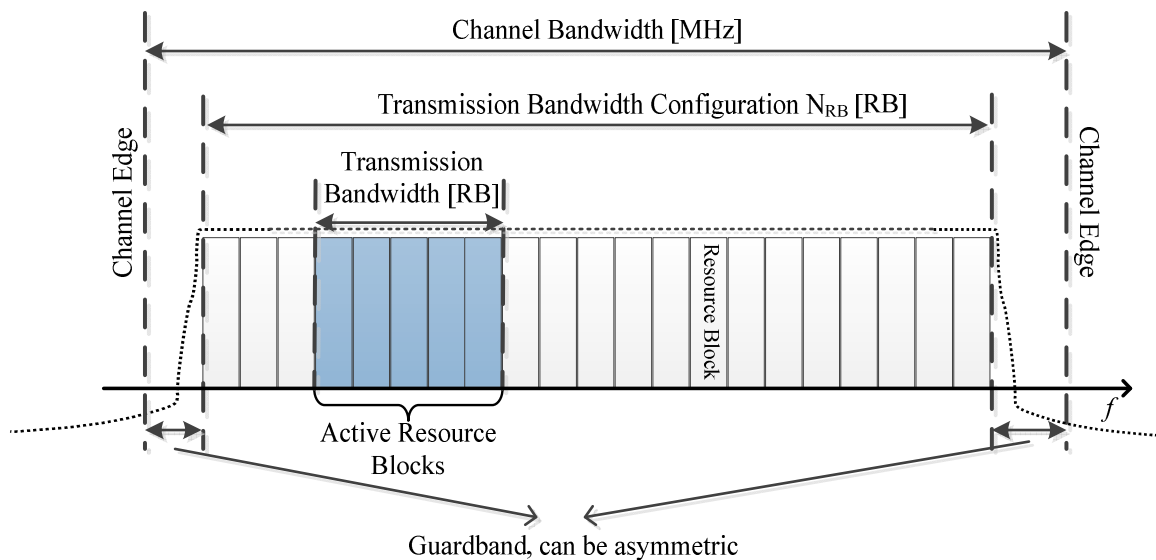 Channel Bandwidth [MHz]
Transmission Bandwidth Configuration N_RB [RB]
Transmission
Bandwidth [RB]
Channel Edge
Channel Edge
Resource Block
f
Active Resource
Blocks
Guardband, can be asymmetric